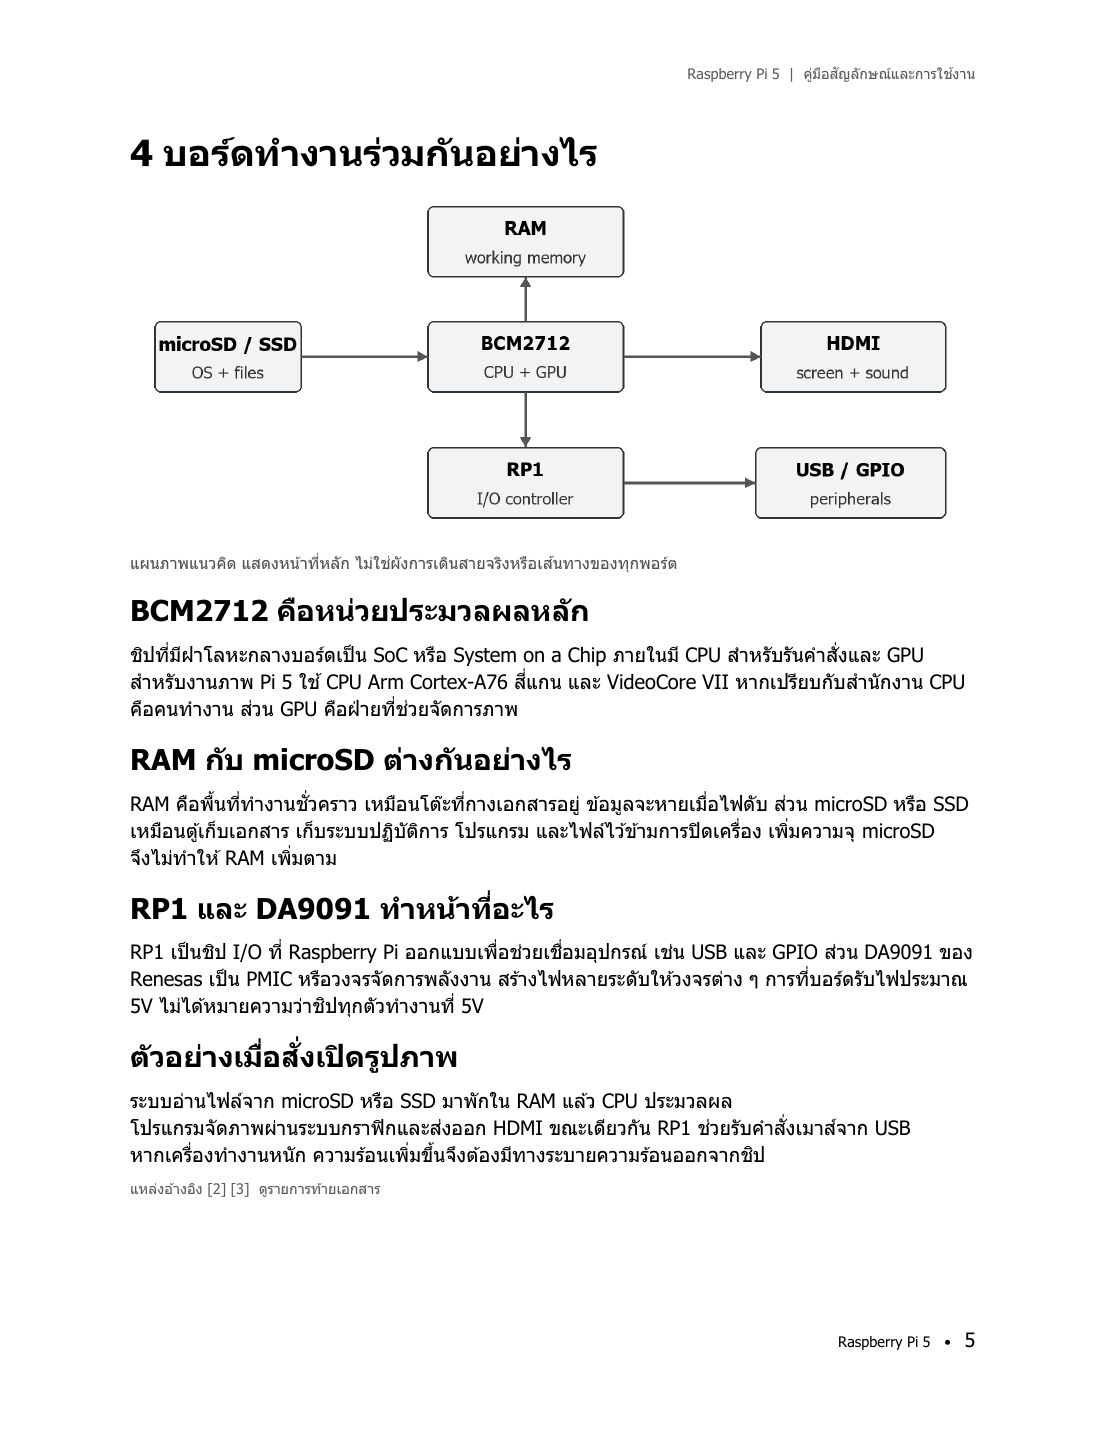 Raspberry Pi 5 | คู่มือสัญลักษณ์และการใช้งาน
4 บอร์ดทำงานร่วมกันอย่างไร
RAM
working memory
microSD / SSD
OS + files
BCM2712
CPU + GPU
HDMI
screen + sound
RP1
I/O controller
USB / GPIO
peripherals
แผนภาพแนวคิด แสดงหน้าที่หลัก ไม่ใช่ผังการเดินสายจริงหรือเส้นทางของทุกพอร์ต
BCM2712 คือหน่วยประมวลผลหลัก
ชิปที่มีฝาโลหะกลางบอร์ดเป็น SoC หรือ System on a Chip ภายในมี CPU สำหรับรันคำสั่งและ GPU
สำหรับงานภาพ Pi 5 ใช้ CPU Arm Cortex-A76 สี่แกน และ VideoCore VII หากเปรียบกับสำนักงาน CPU
คือคนทำงาน ส่วน GPU คือฝ่ายที่ช่วยจัดการภาพ
RAM กับ microSD ต่างกันอย่างไร
RAM คือพื้นที่ทำงานชั่วคราว เหมือนโต๊ะที่กางเอกสารอยู่ ข้อมูลจะหายเมื่อไฟดับ ส่วน microSD หรือ SSD
เหมือนตู้เก็บเอกสาร เก็บระบบปฏิบัติการ โปรแกรม และไฟล์ไว้ข้ามการปิดเครื่อง เพิ่มความจุ microSD
จึงไม่ทำให้ RAM เพิ่มตาม
RP1 และ DA9091 ทำหน้าที่อะไร
RP1 เป็นชิป I/O ที่ Raspberry Pi ออกแบบเพื่อช่วยเชื่อมอุปกรณ์ เช่น USB และ GPIO ส่วน DA9091 ของ
Renesas เป็น PMIC หรือวงจรจัดการพลังงาน สร้างไฟหลายระดับให้วงจรต่าง ๆ การที่บอร์ดรับไฟประมาณ
5V ไม่ได้หมายความว่าชิปทุกตัวทำงานที่ 5V
ตัวอย่างเมื่อสั่งเปิดรูปภาพ
ระบบอ่านไฟล์จาก microSD หรือ SSD มาพักใน RAM แล้ว CPU ประมวลผล
โปรแกรมจัดภาพผ่านระบบกราฟิกและส่งออก HDMI ขณะเดียวกัน RP1 ช่วยรับคำสั่งเมาส์จาก USB
หากเครื่องทำงานหนัก ความร้อนเพิ่มขึ้นจึงต้องมีทางระบายความร้อนออกจากชิป
แหล่งอ้างอิง [2] [3] ดูรายการท้ายเอกสาร
Raspberry Pi 5 • 5